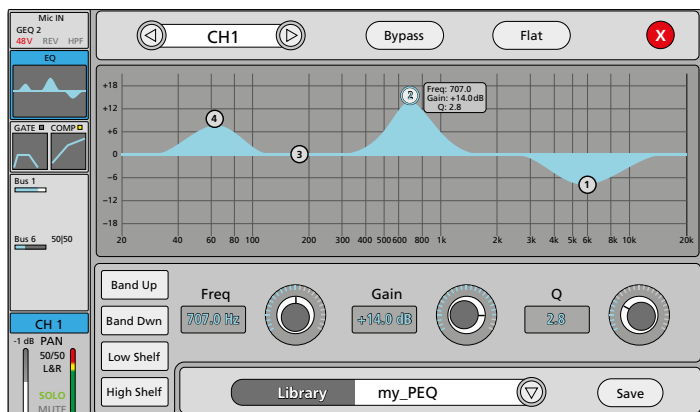 Mic IN
GEQ 2
48V REV HPF
EQ
GATE COMP
Bus 1
Bus 6 50|50
CH 1
-1 dB PAN
50/50
L&R
SOLO
MUTE
CH1
Bypass
Flat
X
+18
+12
+6
0
−6
−12
−18
4
3
2
1
Freq: 707.0
Gain: +14.0dB
Q: 2.8
20 40 60 80 100 200 300 400 500 600 800 1k 2k 3k 4k 5k 6k 8k 10k 20k
Band Up
Band Dwn
Low Shelf
High Shelf
Freq Gain Q
707.0 Hz +14.0 dB 2.8
Library my_PEQ Save